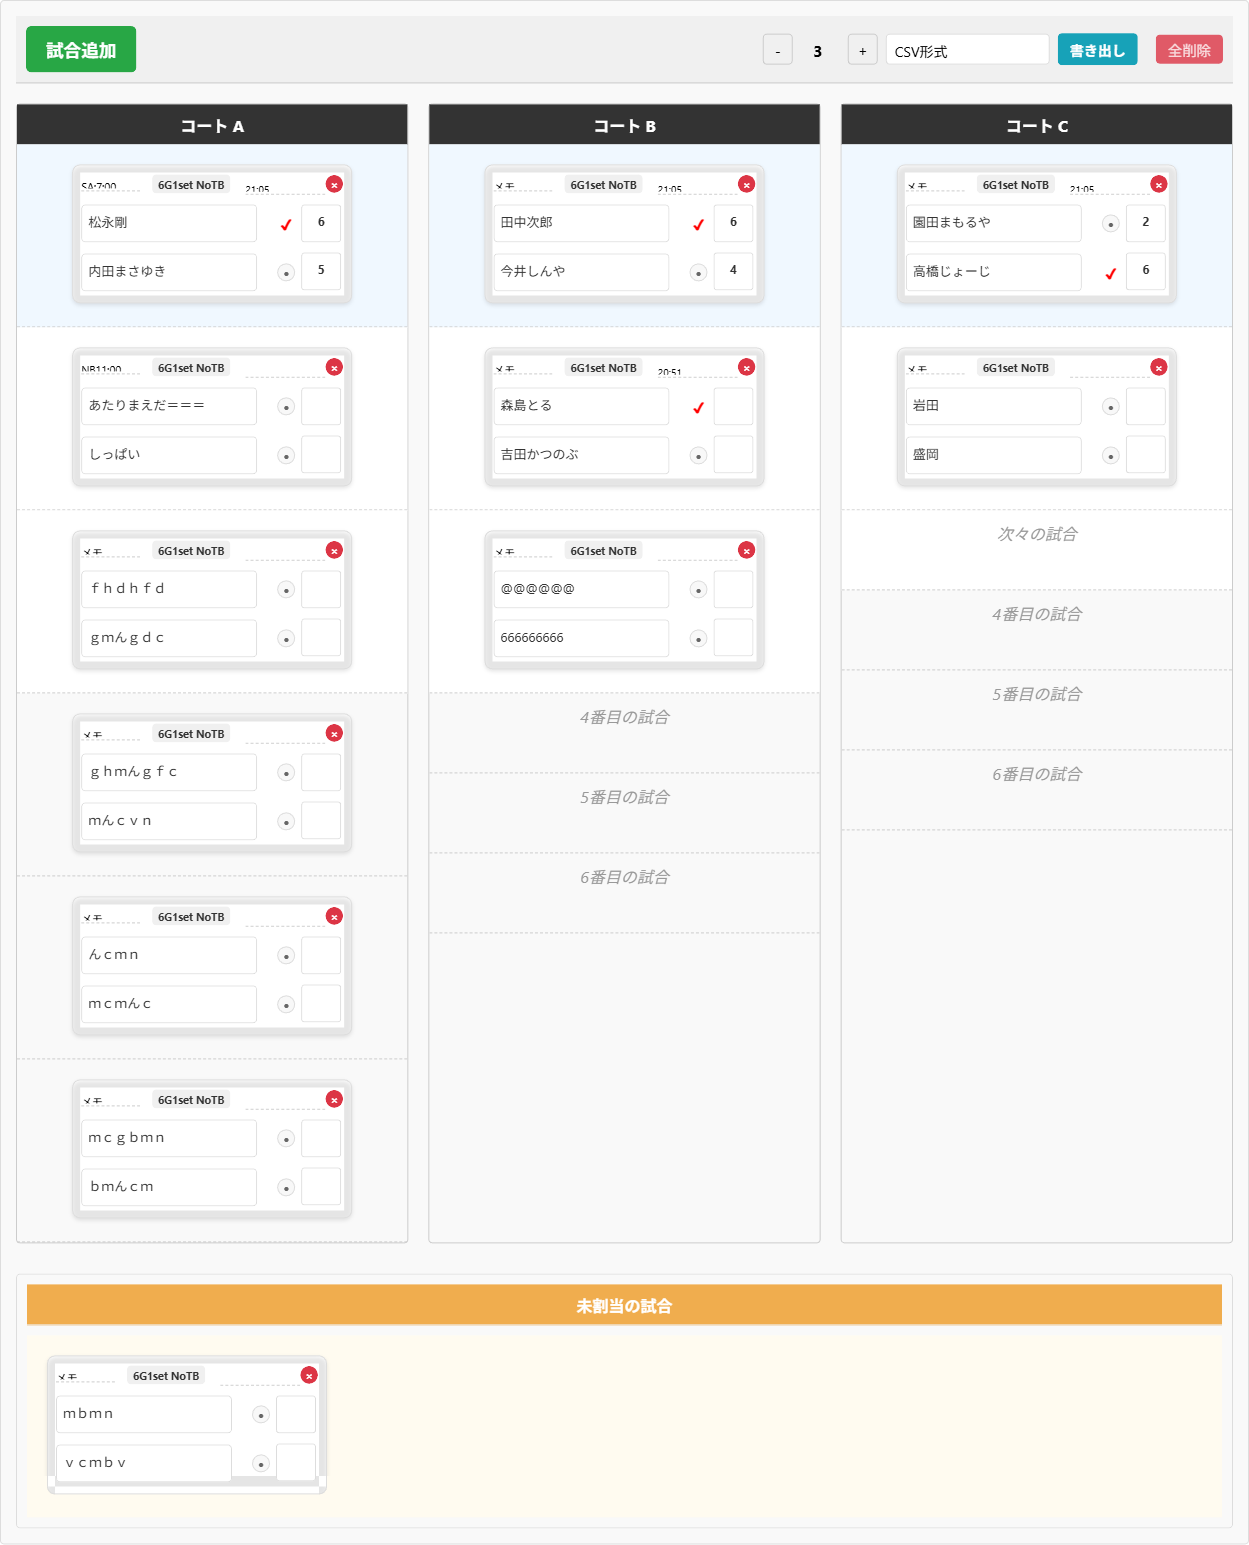 試合追加
- 3 + CSV形式 書き出し 全削除
コート A
SA:7:00 6G1set NoTB 21:05 ×
松永剛 ✓ 6
内田まさゆき 5
NB11:00 6G1set NoTB ×
あたりまえだ===
しっぱい
メモ 6G1set NoTB ×
fhdhfd
gmんgdc
メモ 6G1set NoTB ×
ghmんgfc
mんcvn
メモ 6G1set NoTB ×
んcmn
mcmんc
メモ 6G1set NoTB ×
mcgbmn
bmんcm
コート B
メモ 6G1set NoTB 21:05 ×
田中次郎 ✓ 6
今井しんや 4
メモ 6G1set NoTB 20:51 ×
森島とる ✓
吉田かつのぶ
メモ 6G1set NoTB ×
@@@@@@
666666666
4番目の試合
5番目の試合
6番目の試合
コート C
メモ 6G1set NoTB 21:05 ×
園田まもるや 2
高橋じょーじ ✓ 6
メモ 6G1set NoTB ×
岩田
盛岡
次々の試合
4番目の試合
5番目の試合
6番目の試合
未割当の試合
メモ 6G1set NoTB ×
mbmn
vcmbv